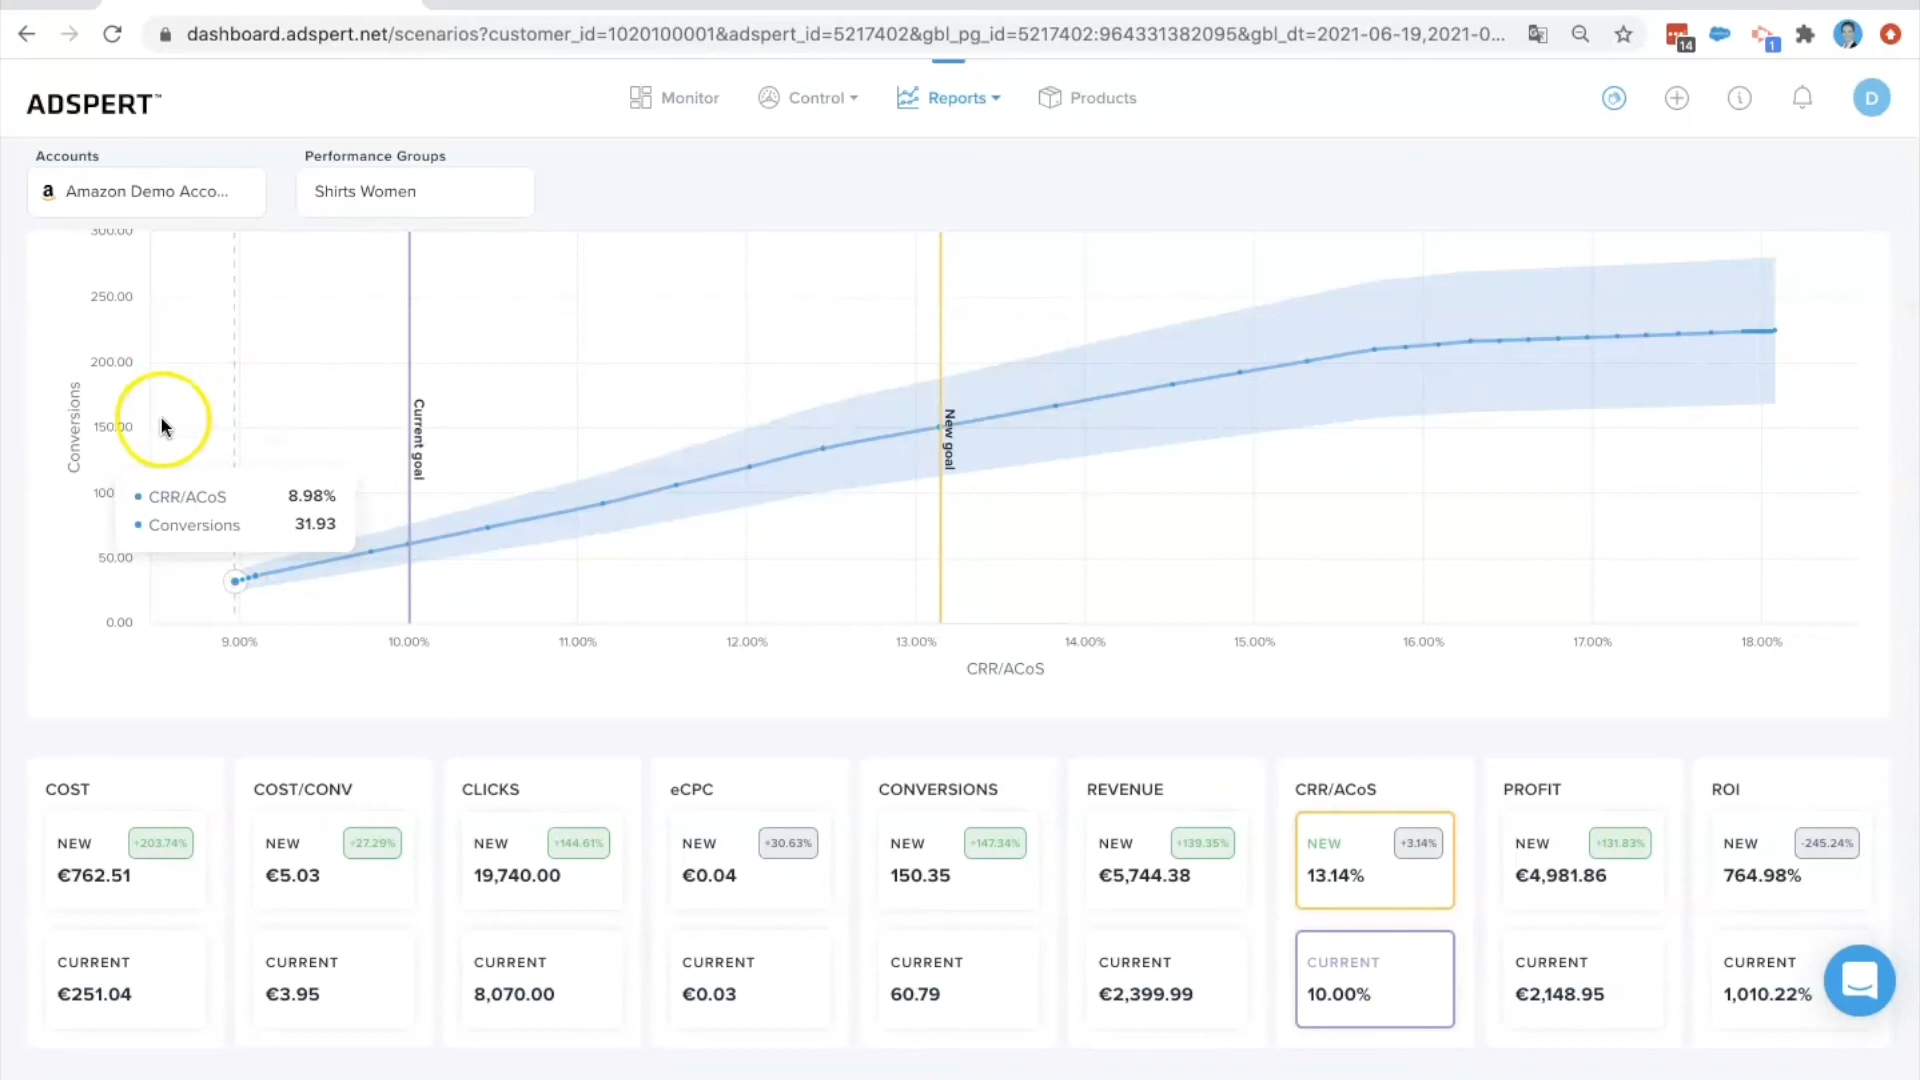 dashboard.adspert.net/scenarios?customer_id=1020100001&adspert_id=5217402&gbl_pg_id=5217402:964331382095&gbl_dt=2021-06-19,2021-0...
14
1
ADSPERT™
Monitor
Control
Reports
Products
D
Accounts
Performance Groups
a Amazon Demo Acco...
Shirts Women
300.00
250.00
200.00
150.00
100
50.00
0.00
Conversions
Current goal
New goal
CRR/ACoS 8.98%
Conversions 31.93
9.00% 10.00% 11.00% 12.00% 13.00% 14.00% 15.00% 16.00% 17.00% 18.00%
CRR/ACoS
COST COST/CONV CLICKS eCPC CONVERSIONS REVENUE CRR/ACoS PROFIT ROI
NEW +203.74% NEW +27.29% NEW +144.61% NEW +30.63% NEW +147.34% NEW +139.35% NEW +3.14% NEW +131.83% NEW -245.24%
€762.51 €5.03 19,740.00 €0.04 150.35 €5,744.38 13.14% €4,981.86 764.98%
CURRENT CURRENT CURRENT CURRENT CURRENT CURRENT CURRENT CURRENT CURRENT
€251.04 €3.95 8,070.00 €0.03 60.79 €2,399.99 10.00% €2,148.95 1,010.22%